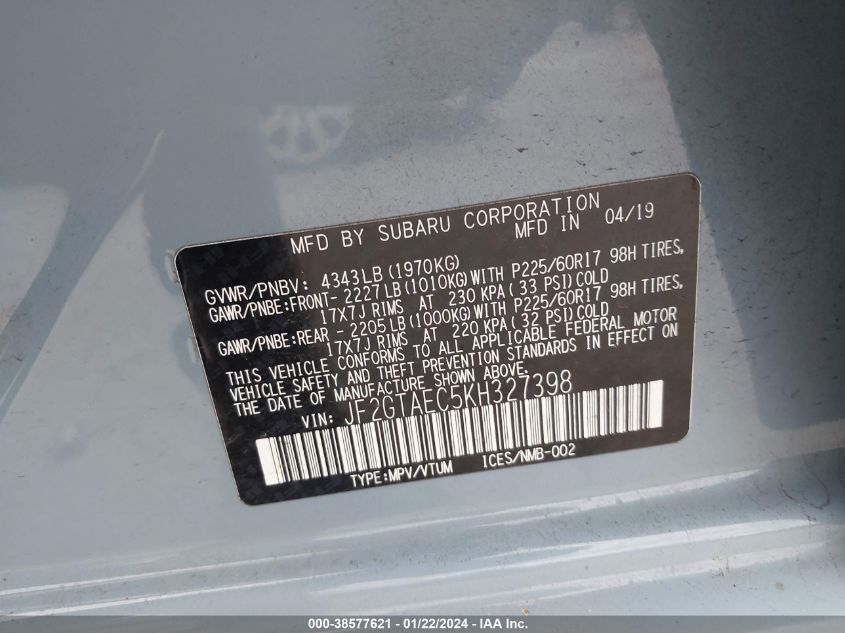 MFD BY SUBARU CORPORATION
MFD IN 04/19
GVWR/PNBV: 4343LB(1970KG)
GAWR/PNBE:FRONT-2227LB(1010KG)WITH P225/60R17 98H TIRES,
17X7J RIMS AT 230 KPA(33 PSI)COLD
GAWR/PNBE:REAR -2205LB(1000KG)WITH P225/60R17 98H TIRES,
17X7J RIMS AT 220 KPA(32 PSI)COLD
THIS VEHICLE CONFORMS TO ALL APPLICABLE FEDERAL MOTOR
VEHICLE SAFETY AND THEFT PREVENTION STANDARDS IN EFFECT ON
THE DATE OF MANUFACTURE SHOWN ABOVE.
VIN: JF2GTAEC5KH327398
TYPE:MPV/VTUM ICES/NMB-002
000-38577621 - 01/22/2024 - IAA Inc.